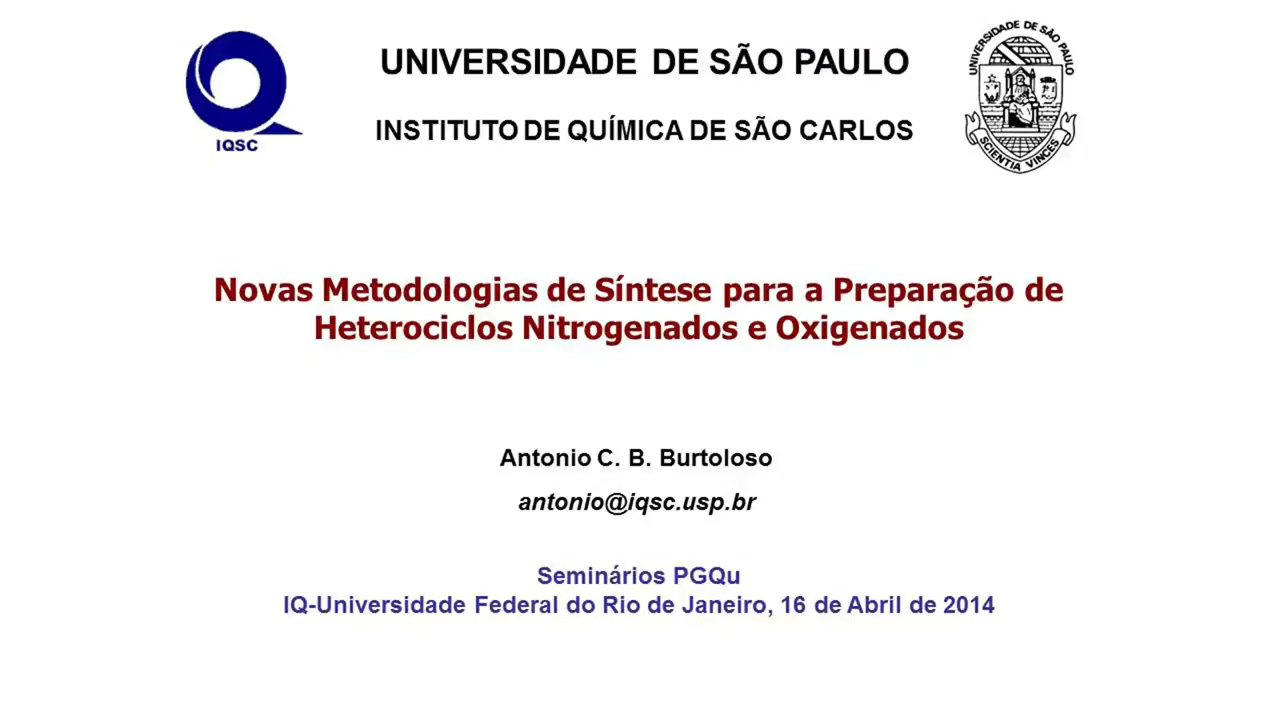 UNIVERSIDADE DE SÃO PAULO
INSTITUTO DE QUÍMICA DE SÃO CARLOS
IQSC
UNIVERSIDADE DE SÃO PAULO
SCIENTIA VINCES
Novas Metodologias de Síntese para a Preparação de
Heterociclos Nitrogenados e Oxigenados
Antonio C. B. Burtoloso
antonio@iqsc.usp.br
Seminários PGQu
IQ-Universidade Federal do Rio de Janeiro, 16 de Abril de 2014